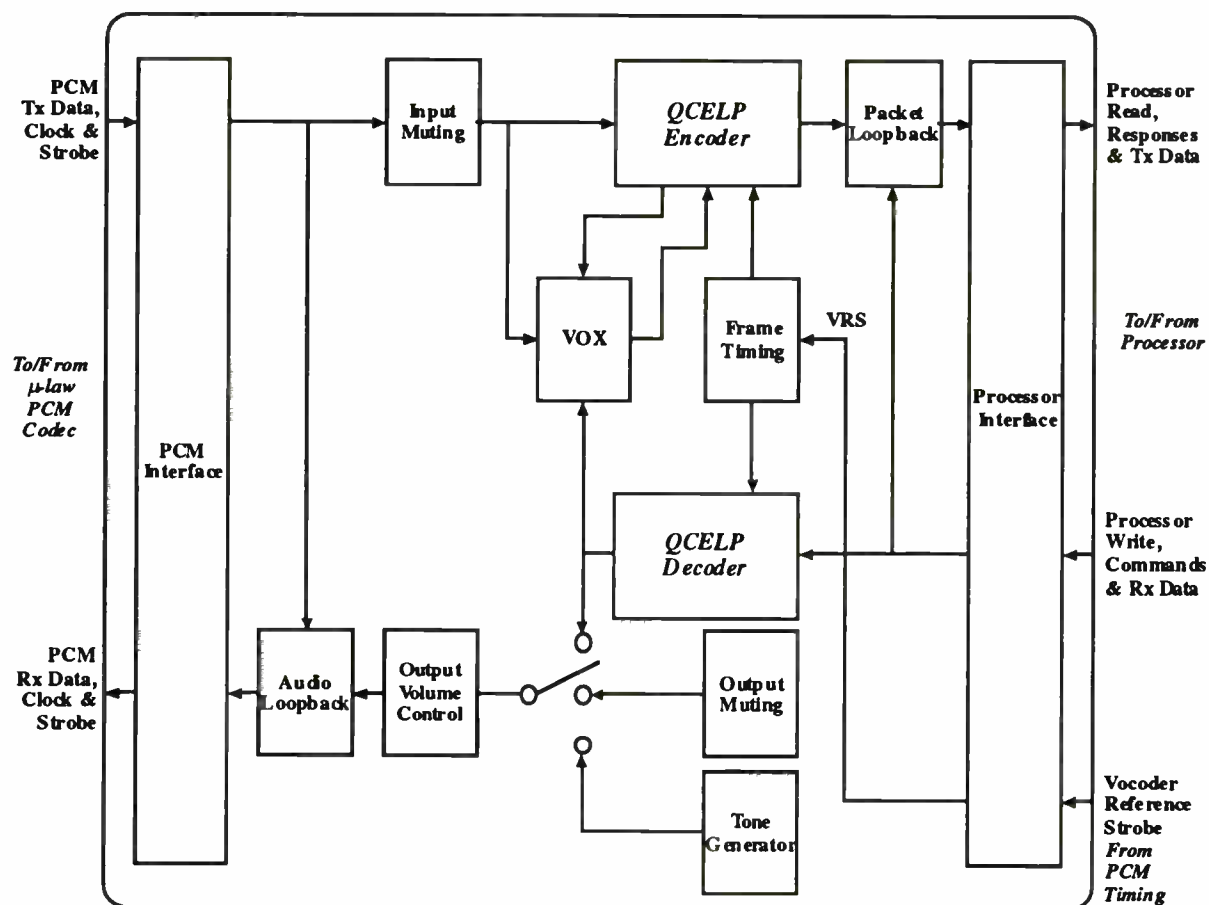 PCM
Tx Data,
Clock &
Strobe
Input
Muting
QCELP
Encoder
Packet
Loopback
Processor
Read,
Responses
& Tx Data
VOX
Frame
Timing
VRS
To/From
Processor
To/From
μ-law
PCM
Codec
PCM
Interface
Processor
Interface
QCELP
Decoder
Processor
Write,
Commands
& Rx Data
PCM
Rx Data,
Clock &
Strobe
Audio
Loopback
Output
Volume
Control
Output
Muting
Tone
Generator
Vocoder
Reference
Strobe
From
PCM
Timing